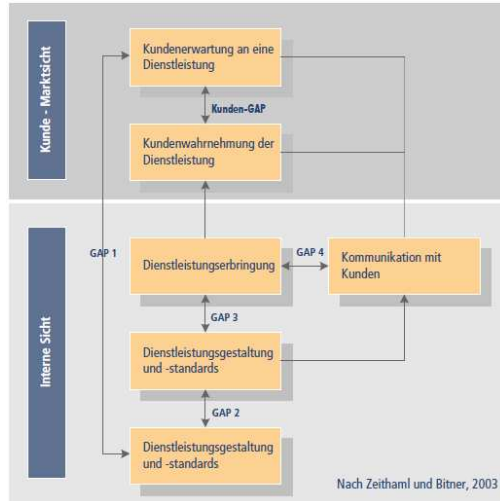 Kunde - Marktsicht
Kundenerwartung an eine
Dienstleistung
Kunden-GAP
Kundenwahrnehmung der
Dienstleistung
Interne Sicht
GAP 1
Dienstleistungserbringung
GAP 4
Kommunikation mit
Kunden
GAP 3
Dienstleistungsgestaltung
und -standards
GAP 2
Dienstleistungsgestaltung
und -standards
Nach Zeithaml und Bitner, 2003